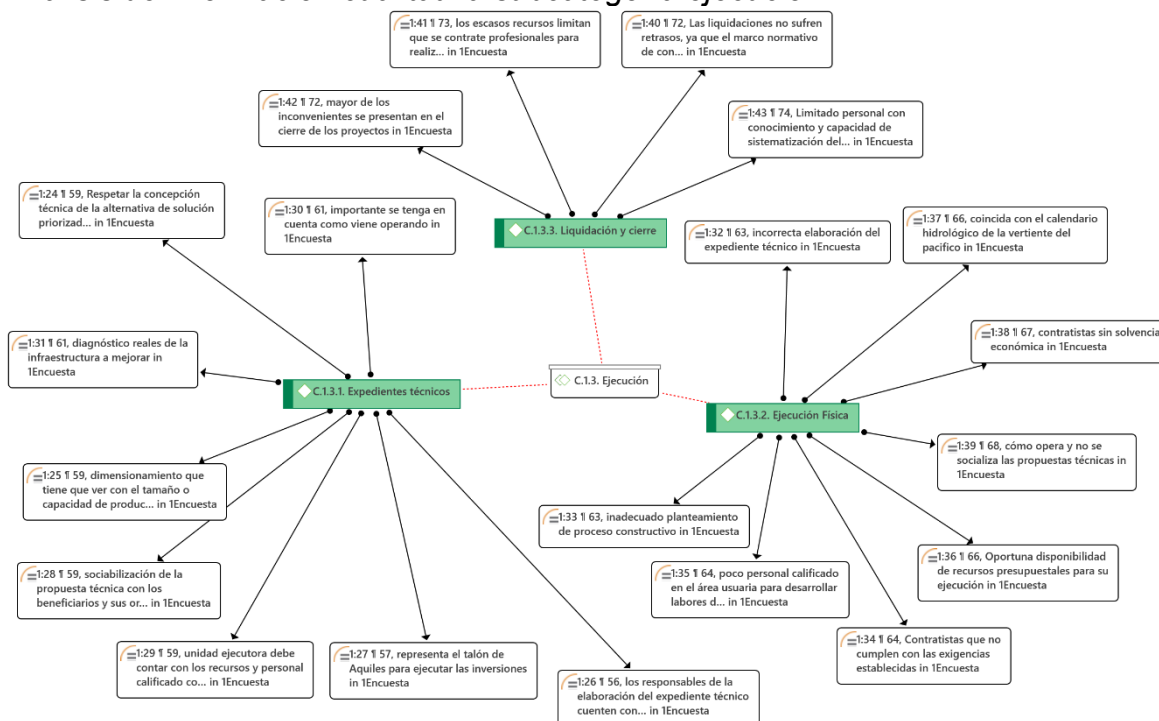 1:41 ¶ 73, los escasos recursos limitan
que se contrate profesionales para
realiz... in 1Encuesta
1:40 ¶ 72, Las liquidaciones no sufren
retrasos, ya que el marco normativo
de con... in 1Encuesta
1:42 ¶ 72, mayor de los
inconvenientes se presentan en el
cierre de los proyectos in 1Encuesta
1:43 ¶ 74, Limitado personal con
conocimiento y capacidad de
sistematización del... in 1Encuesta
1:24 ¶ 59, Respetar la concepción
técnica de la alternativa de solución
priorizad... in 1Encuesta
1:30 ¶ 61, importante se tenga en
cuenta como viene operando in
1Encuesta
C.1.3.3. Liquidación y cierre
1:32 ¶ 63, incorrecta elaboración del
expediente técnico in 1Encuesta
1:37 ¶ 66, coincida con el calendario
hidrológico de la vertiente del
pacifico in 1Encuesta
1:31 ¶ 61, diagnóstico reales de la
infraestructura a mejorar in
1Encuesta
1:38 ¶ 67, contratistas sin solvencia
económica in 1Encuesta
C.1.3. Ejecución
C.1.3.1. Expedientes técnicos
C.1.3.2. Ejecución Física
1:39 ¶ 68, cómo opera y no se
socializa las propuestas técnicas in
1Encuesta
1:25 ¶ 59, dimensionamiento que
tiene que ver con el tamaño o
capacidad de produc... in 1Encuesta
1:33 ¶ 63, inadecuado planteamiento
de proceso constructivo in 1Encuesta
1:36 ¶ 66, Oportuna disponibilidad
de recursos presupuestales para su
ejecución in 1Encuesta
1:28 ¶ 59, sociabilización de la
propuesta técnica con los
beneficiarios y sus or... in 1Encuesta
1:35 ¶ 64, poco personal calificado
en el área usuaria para desarrollar
labores d... in 1Encuesta
1:34 ¶ 64, Contratistas que no
cumplen con las exigencias
establecidas in 1Encuesta
1:29 ¶ 59, unidad ejecutora debe
contar con los recursos y personal
calificado co... in 1Encuesta
1:27 ¶ 57, representa el talón de
Aquiles para ejecutar las inversiones
in 1Encuesta
1:26 ¶ 56, los responsables de la
elaboración del expediente técnico
cuenten con... in 1Encuesta